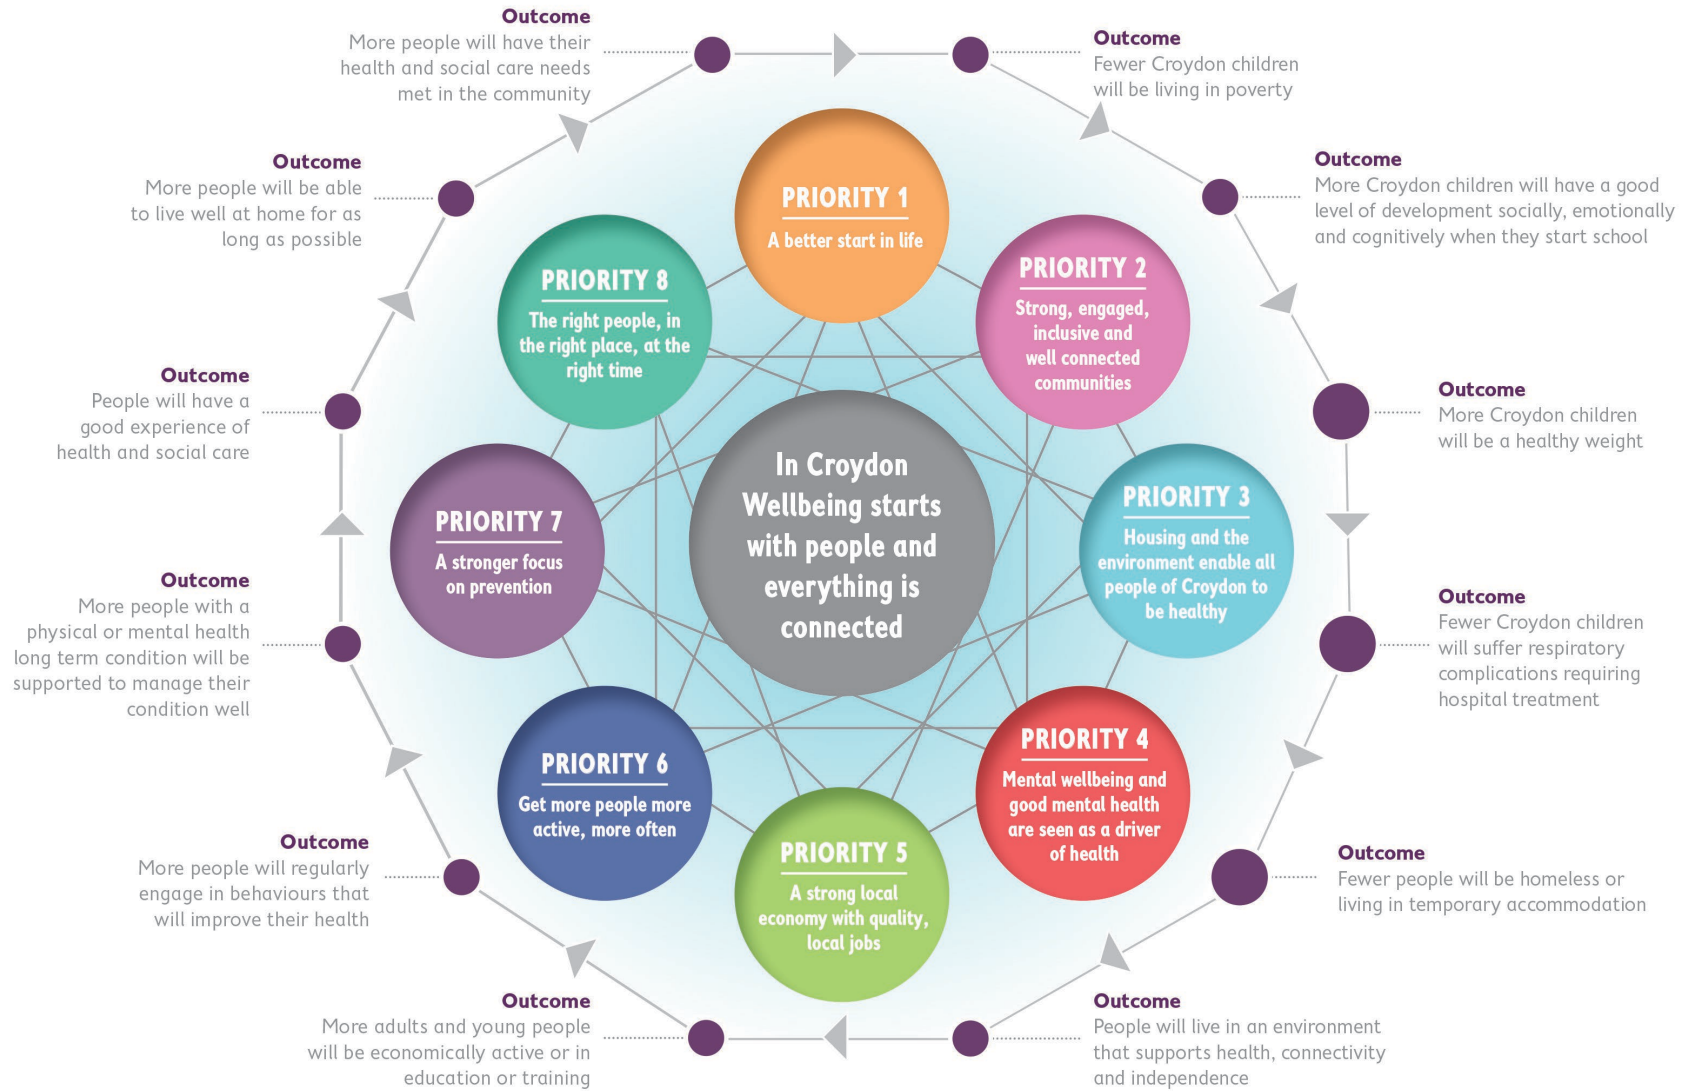 Outcome
More people will have their
health and social care needs
met in the community
Outcome
Fewer Croydon children
will be living in poverty
Outcome
More Croydon children will have a good
level of development socially, emotionally
and cognitively when they start school
Outcome
More Croydon children
will be a healthy weight
Outcome
Fewer Croydon children
will suffer respiratory
complications requiring
hospital treatment
Outcome
Fewer people will be homeless or
living in temporary accommodation
Outcome
People will live in an environment
that supports health, connectivity
and independence
Outcome
More adults and young people
will be economically active or in
education or training
Outcome
More people will regularly
engage in behaviours that
will improve their health
Outcome
More people with a
physical or mental health
long term condition will be
supported to manage their
condition well
Outcome
People will have a
good experience of
health and social care
Outcome
More people will be able
to live well at home for as
long as possible
PRIORITY 1
A better start in life
PRIORITY 2
Strong, engaged,
inclusive and
well connected
communities
PRIORITY 3
Housing and the
environment enable all
people of Croydon to
be healthy
PRIORITY 4
Mental wellbeing and
good mental health
are seen as a driver
of health
PRIORITY 5
A strong local
economy with quality,
local jobs
PRIORITY 6
Get more people more
active, more often
PRIORITY 7
A stronger focus
on prevention
PRIORITY 8
The right people, in
the right place, at the
right time
In Croydon
Wellbeing starts
with people and
everything is
connected